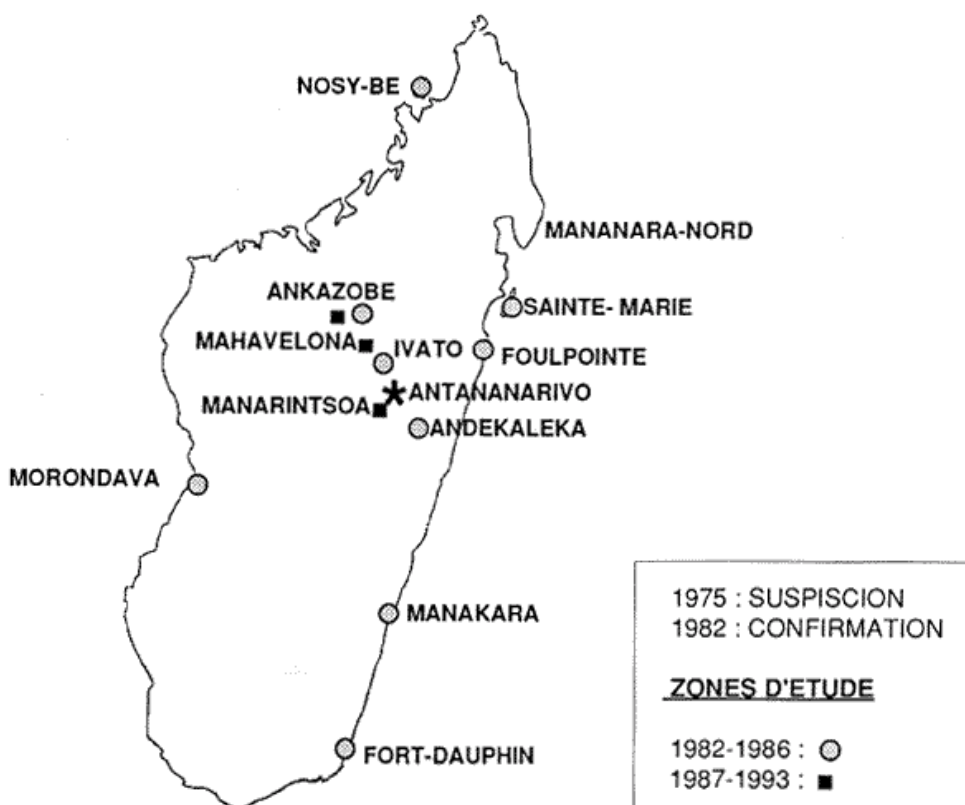 NOSY-BE
MANANARA-NORD
ANKAZOBE
SAINTE- MARIE
MAHAVELONA
IVATO
FOULPOINTE
ANTANANARIVO
MANARINTSOA
ANDEKALEKA
MORONDAVA
MANAKARA
FORT-DAUPHIN
1975 : SUSPISCION
1982 : CONFIRMATION
ZONES D'ETUDE
1982-1986 :
1987-1993 :